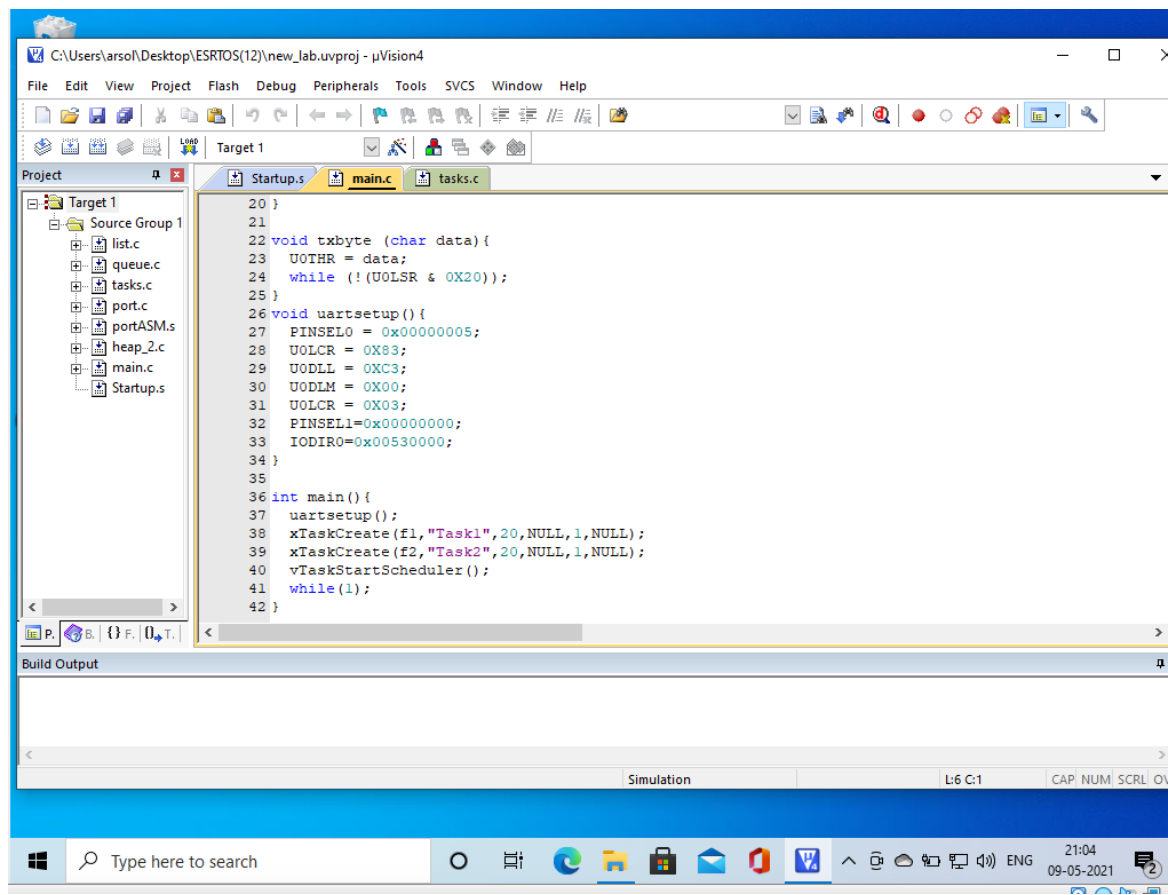 C:\Users\arsol\Desktop\ESRTOS(12)\new_lab.uvproj - µVision4
File Edit View Project Flash Debug Peripherals Tools SVCS Window Help
LOAD Target 1
Project
Startup.s main.c tasks.c
Target 1
Source Group 1
list.c
queue.c
tasks.c
port.c
portASM.s
heap_2.c
main.c
Startup.s
20 }
21
22 void txbyte (char data){
23 U0THR = data;
24 while (!(U0LSR & 0X20));
25 }
26 void uartsetup(){
27 PINSEL0 = 0x00000005;
28 U0LCR = 0X83;
29 U0DLL = 0XC3;
30 U0DLM = 0X00;
31 U0LCR = 0X03;
32 PINSEL1=0x00000000;
33 IODIR0=0x00530000;
34 }
35
36 int main(){
37 uartsetup();
38 xTaskCreate(f1,"Task1",20,NULL,1,NULL);
39 xTaskCreate(f2,"Task2",20,NULL,1,NULL);
40 vTaskStartScheduler();
41 while(1);
42 }
P. B. {} F. T.
Build Output
Simulation L:6 C:1 CAP NUM SCRL OV
Type here to search
ENG
21:04
09-05-2021
2